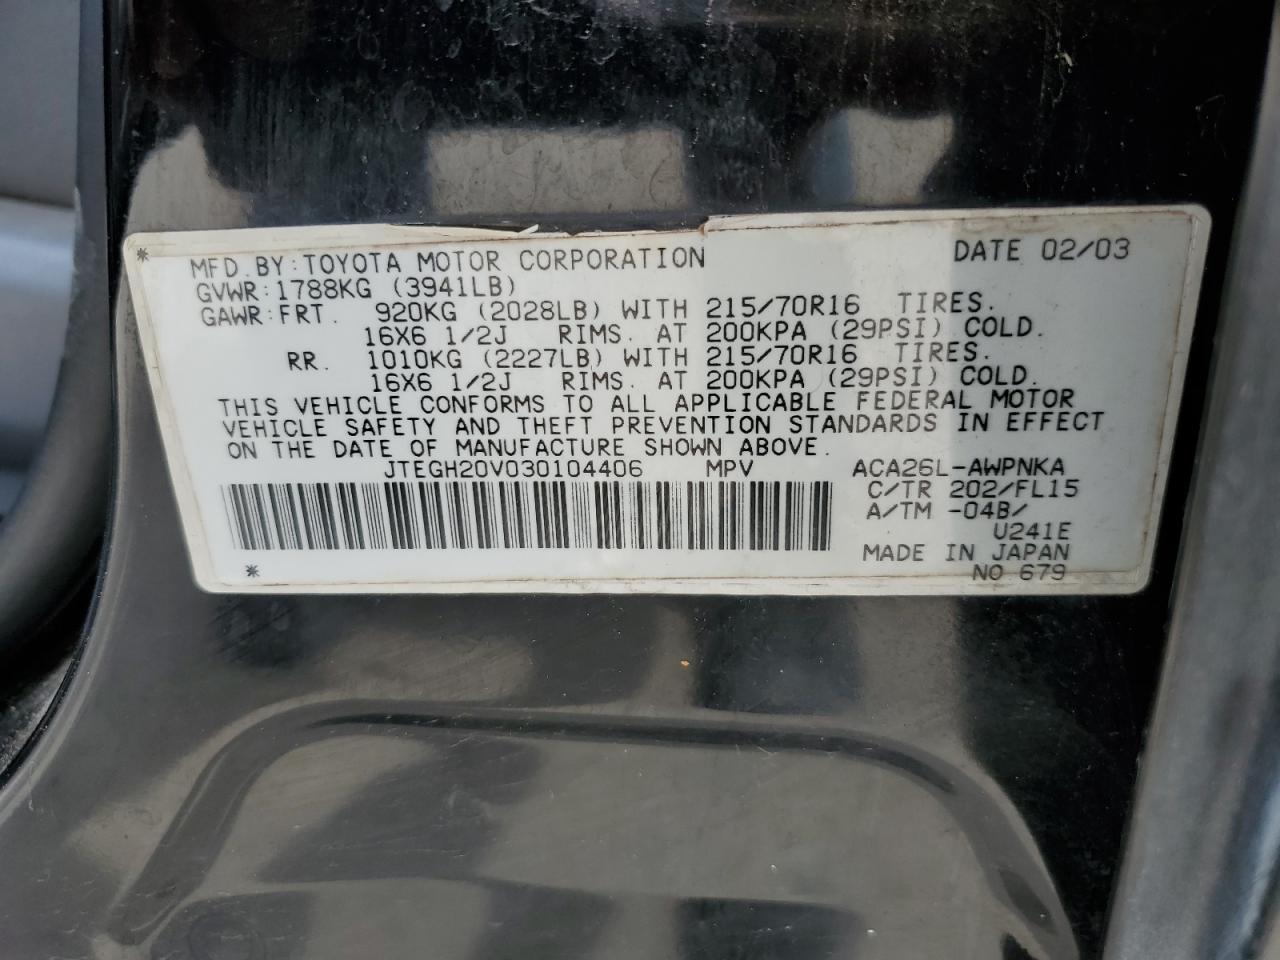 MFD. BY: TOYOTA MOTOR CORPORATION DATE 02/03
GVWR: 1788KG (3941LB)
GAWR: FRT. 920KG (2028LB) WITH 215/70R16 TIRES.
16X6 1/2J RIMS. AT 200KPA (29PSI) COLD.
RR. 1010KG (2227LB) WITH 215/70R16 TIRES.
16X6 1/2J RIMS. AT 200KPA (29PSI) COLD.
THIS VEHICLE CONFORMS TO ALL APPLICABLE FEDERAL MOTOR
VEHICLE SAFETY AND THEFT PREVENTION STANDARDS IN EFFECT
ON THE DATE OF MANUFACTURE SHOWN ABOVE.
JTEGH20V030104406 MPV ACA26L-AWPNKA
C/TR 202/FL15
A/TM -04B/
U241E
MADE IN JAPAN
NO 679